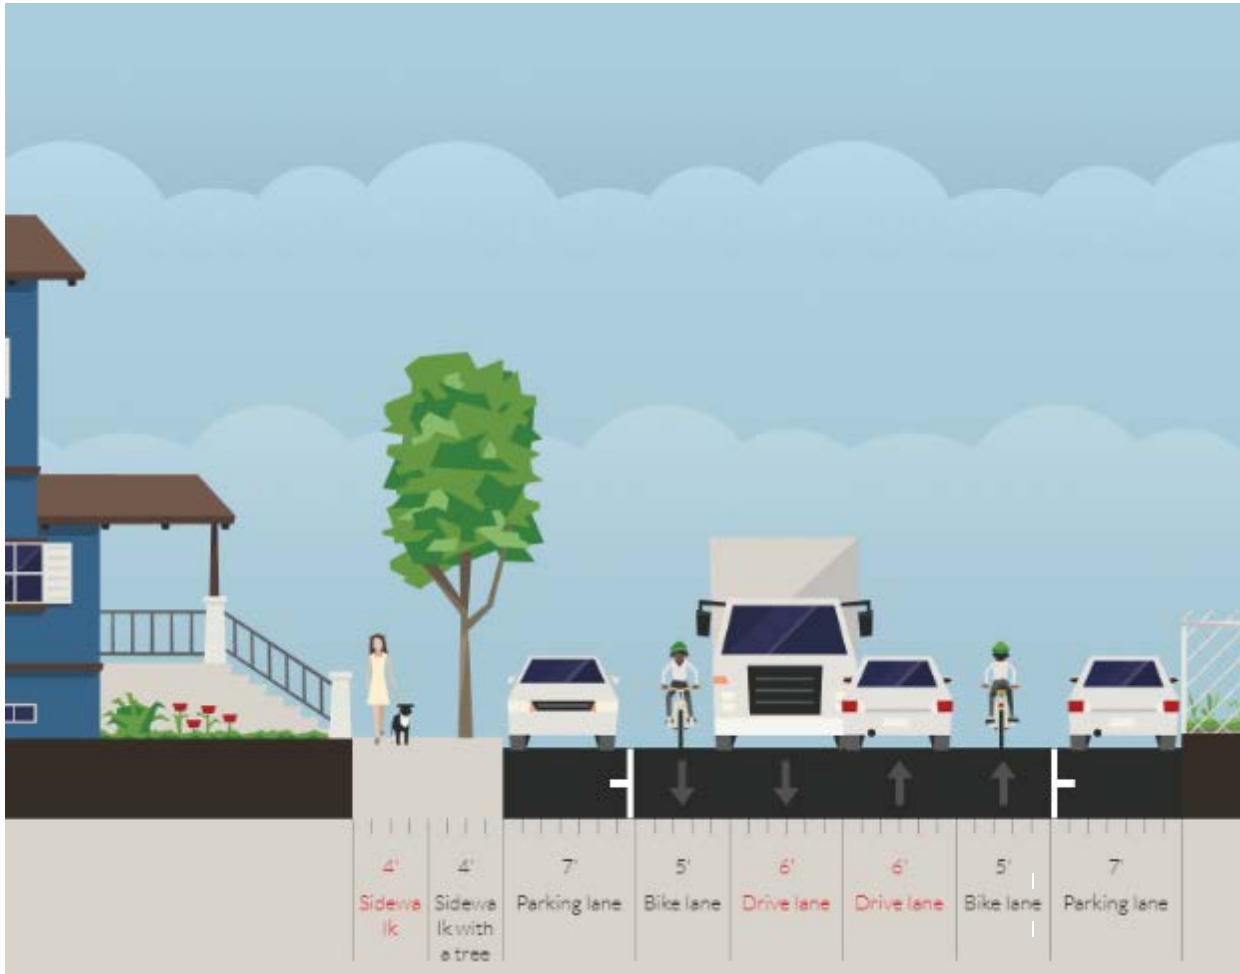 4'
4'
7'
5'
6'
6'
5'
7'
Sidewa
lk
Sidewa
lk with
a tree
Parking lane
Bike lane
Drive lane
Drive lane
Bike lane
Parking lane